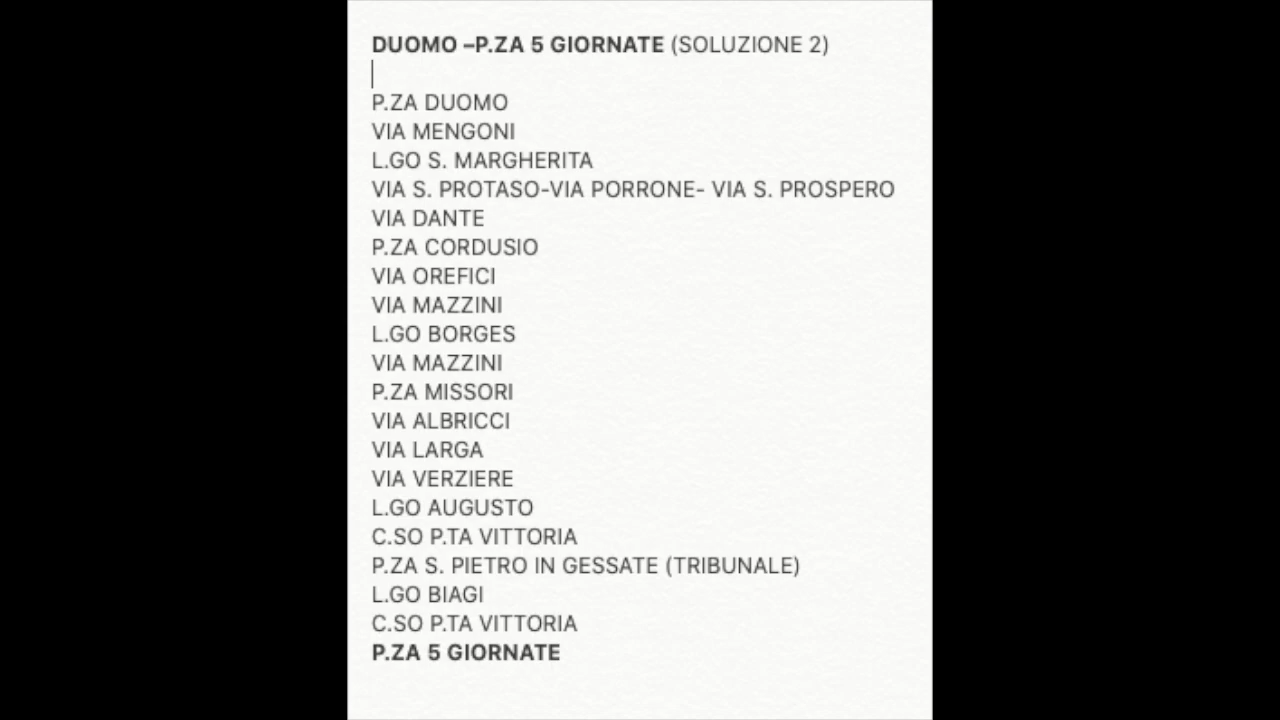 DUOMO –P.ZA 5 GIORNATE (SOLUZIONE 2)
P.ZA DUOMO
VIA MENGONI
L.GO S. MARGHERITA
VIA S. PROTASO-VIA PORRONE- VIA S. PROSPERO
VIA DANTE
P.ZA CORDUSIO
VIA OREFICI
VIA MAZZINI
L.GO BORGES
VIA MAZZINI
P.ZA MISSORI
VIA ALBRICCI
VIA LARGA
VIA VERZIERE
L.GO AUGUSTO
C.SO P.TA VITTORIA
P.ZA S. PIETRO IN GESSATE (TRIBUNALE)
L.GO BIAGI
C.SO P.TA VITTORIA
P.ZA 5 GIORNATE